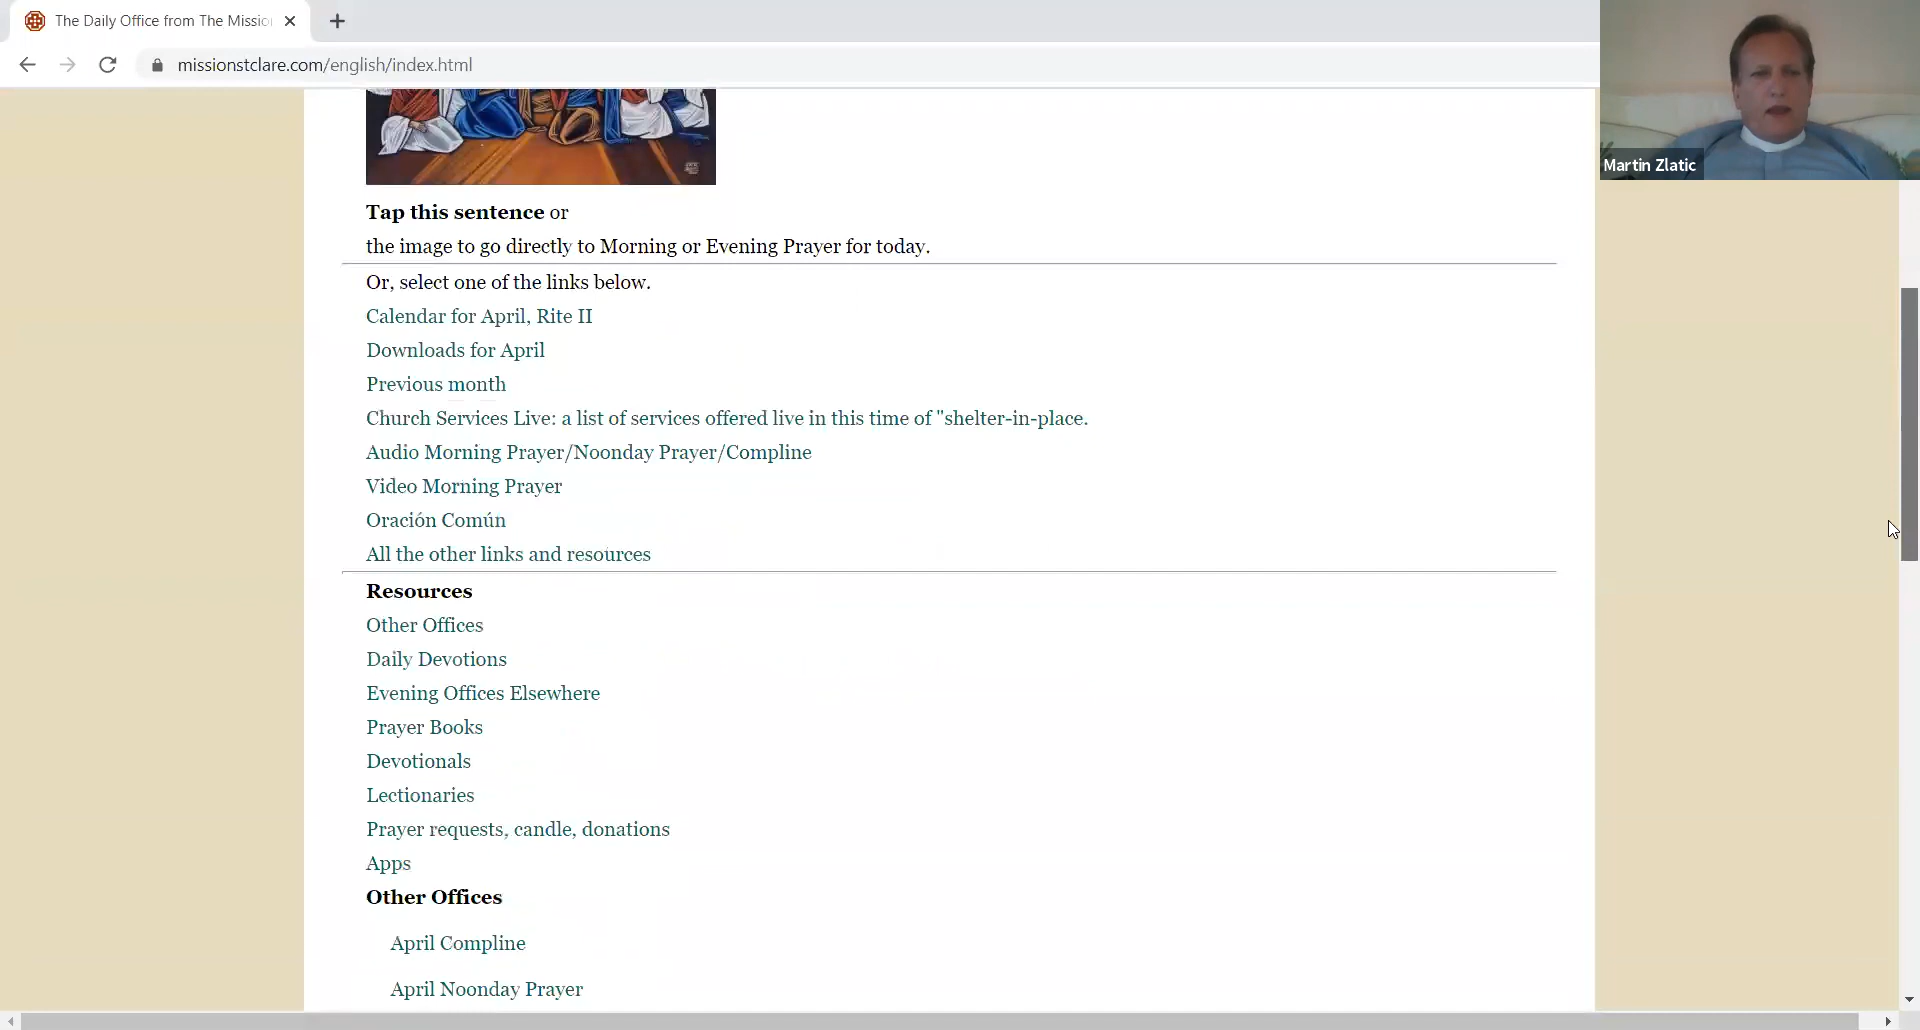 The Daily Office from The Missio
missionstclare.com/english/index.html
Martin Zlatic
Tap this sentence or
the image to go directly to Morning or Evening Prayer for today.
Or, select one of the links below.
Calendar for April, Rite II
Downloads for April
Previous month
Church Services Live: a list of services offered live in this time of "shelter-in-place.
Audio Morning Prayer/Noonday Prayer/Compline
Video Morning Prayer
Oración Común
All the other links and resources
Resources
Other Offices
Daily Devotions
Evening Offices Elsewhere
Prayer Books
Devotionals
Lectionaries
Prayer requests, candle, donations
Apps
Other Offices
April Compline
April Noonday Prayer